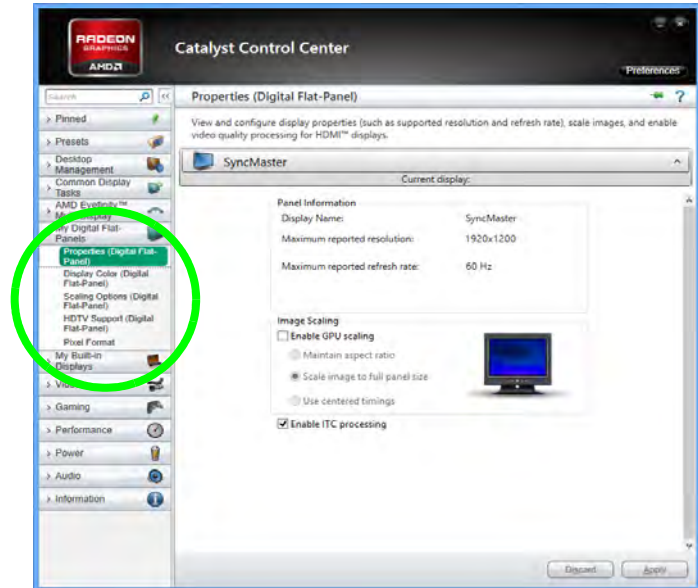 RADEON
GRAPHICS
AMD
Catalyst Control Center
Preferences
Search
Properties (Digital Flat-Panel)
?
View and configure display properties (such as supported resolution and refresh rate), scale images, and enable
video quality processing for HDMI™ displays.
> Pinned
> Presets
> Desktop
Management
> Common Display
Tasks
> AMD Eyefinity™
Display
My Digital Flat-
Panels
Properties (Digital Flat-
Panel)
Display Color (Digital
Flat-Panel)
Scaling Options (Digital
Flat-Panel)
HDTV Support (Digital
Flat-Panel)
Pixel Format
My Built-in
Displays
> Gaming
> Performance
> Power
> Audio
> Information
SyncMaster
Current display:
Panel Information
Display Name: SyncMaster
Maximum reported resolution: 1920x1200
Maximum reported refresh rate: 60 Hz
Image Scaling
Enable GPU scaling
Maintain aspect ratio
Scale image to full panel size
Use centered timings
Enable ITC processing
Discard Apply